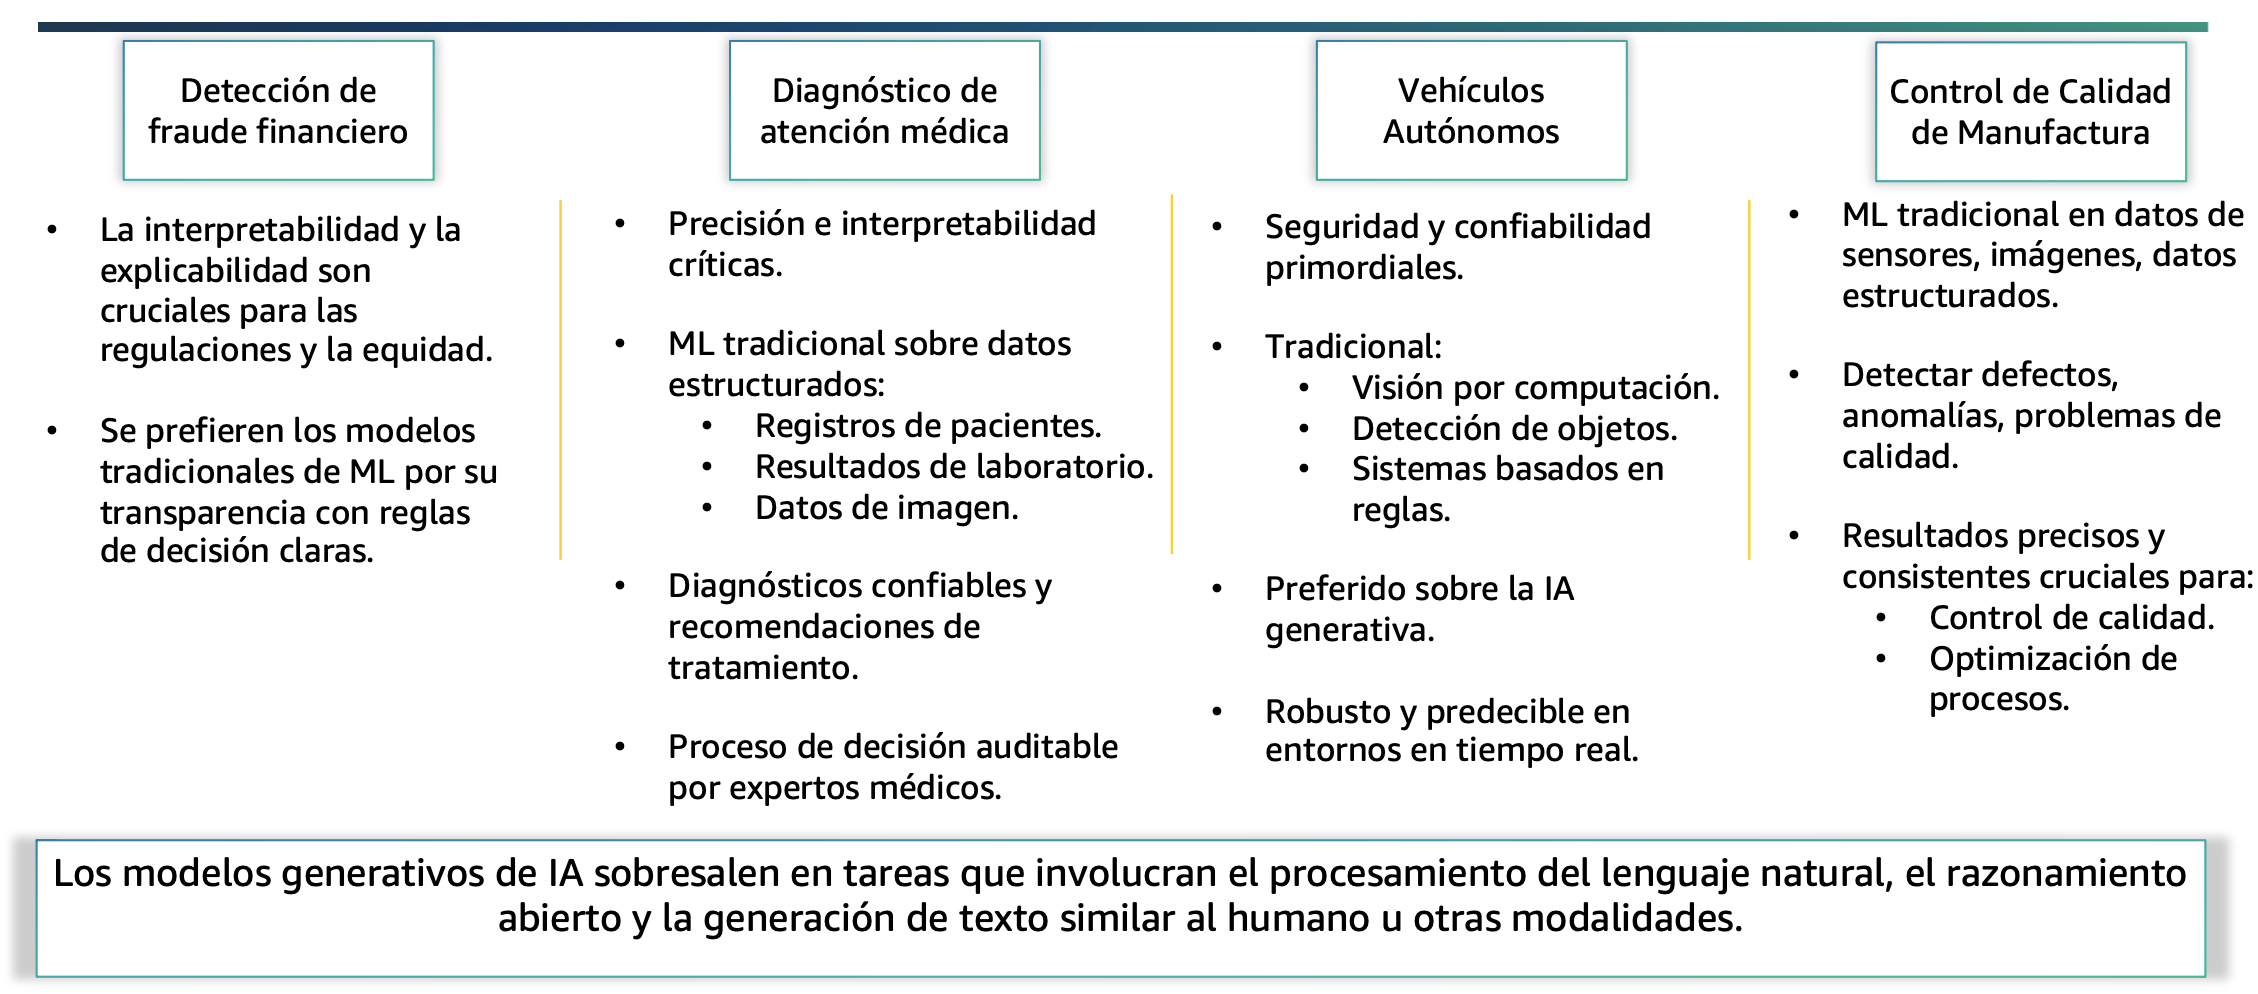 Detección de
fraude financiero
• La interpretabilidad y la
explicabilidad son
cruciales para las
regulaciones y la equidad.
• Se prefieren los modelos
tradicionales de ML por su
transparencia con reglas
de decisión claras.
Diagnóstico de
atención médica
• Precisión e interpretabilidad
críticas.
• ML tradicional sobre datos
estructurados:
• Registros de pacientes.
• Resultados de laboratorio.
• Datos de imagen.
• Diagnósticos confiables y
recomendaciones de
tratamiento.
• Proceso de decisión auditable
por expertos médicos.
Vehículos
Autónomos
• Seguridad y confiabilidad
primordiales.
• Tradicional:
• Visión por computación.
• Detección de objetos.
• Sistemas basados en
reglas.
• Preferido sobre la IA
generativa.
• Robusto y predecible en
entornos en tiempo real.
Control de Calidad
de Manufactura
• ML tradicional en datos de
sensores, imágenes, datos
estructurados.
• Detectar defectos,
anomalías, problemas de
calidad.
• Resultados precisos y
consistentes cruciales para:
• Control de calidad.
• Optimización de
procesos.
Los modelos generativos de IA sobresalen en tareas que involucran el procesamiento del lenguaje natural, el razonamiento
abierto y la generación de texto similar al humano u otras modalidades.